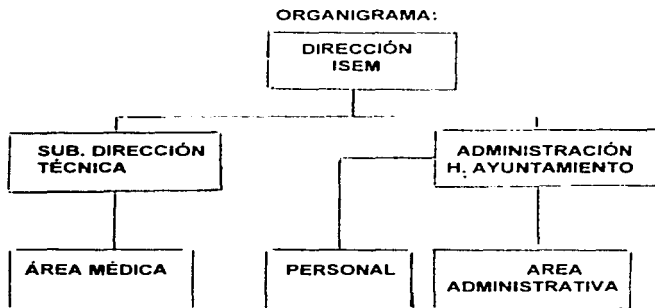 ORGANIGRAMA:
DIRECCIÓN
ISEM
SUB. DIRECCIÓN
TÉCNICA
ADMINISTRACIÓN
H. AYUNTAMIENTO
ÁREA MÉDICA
PERSONAL
AREA
ADMINISTRATIVA